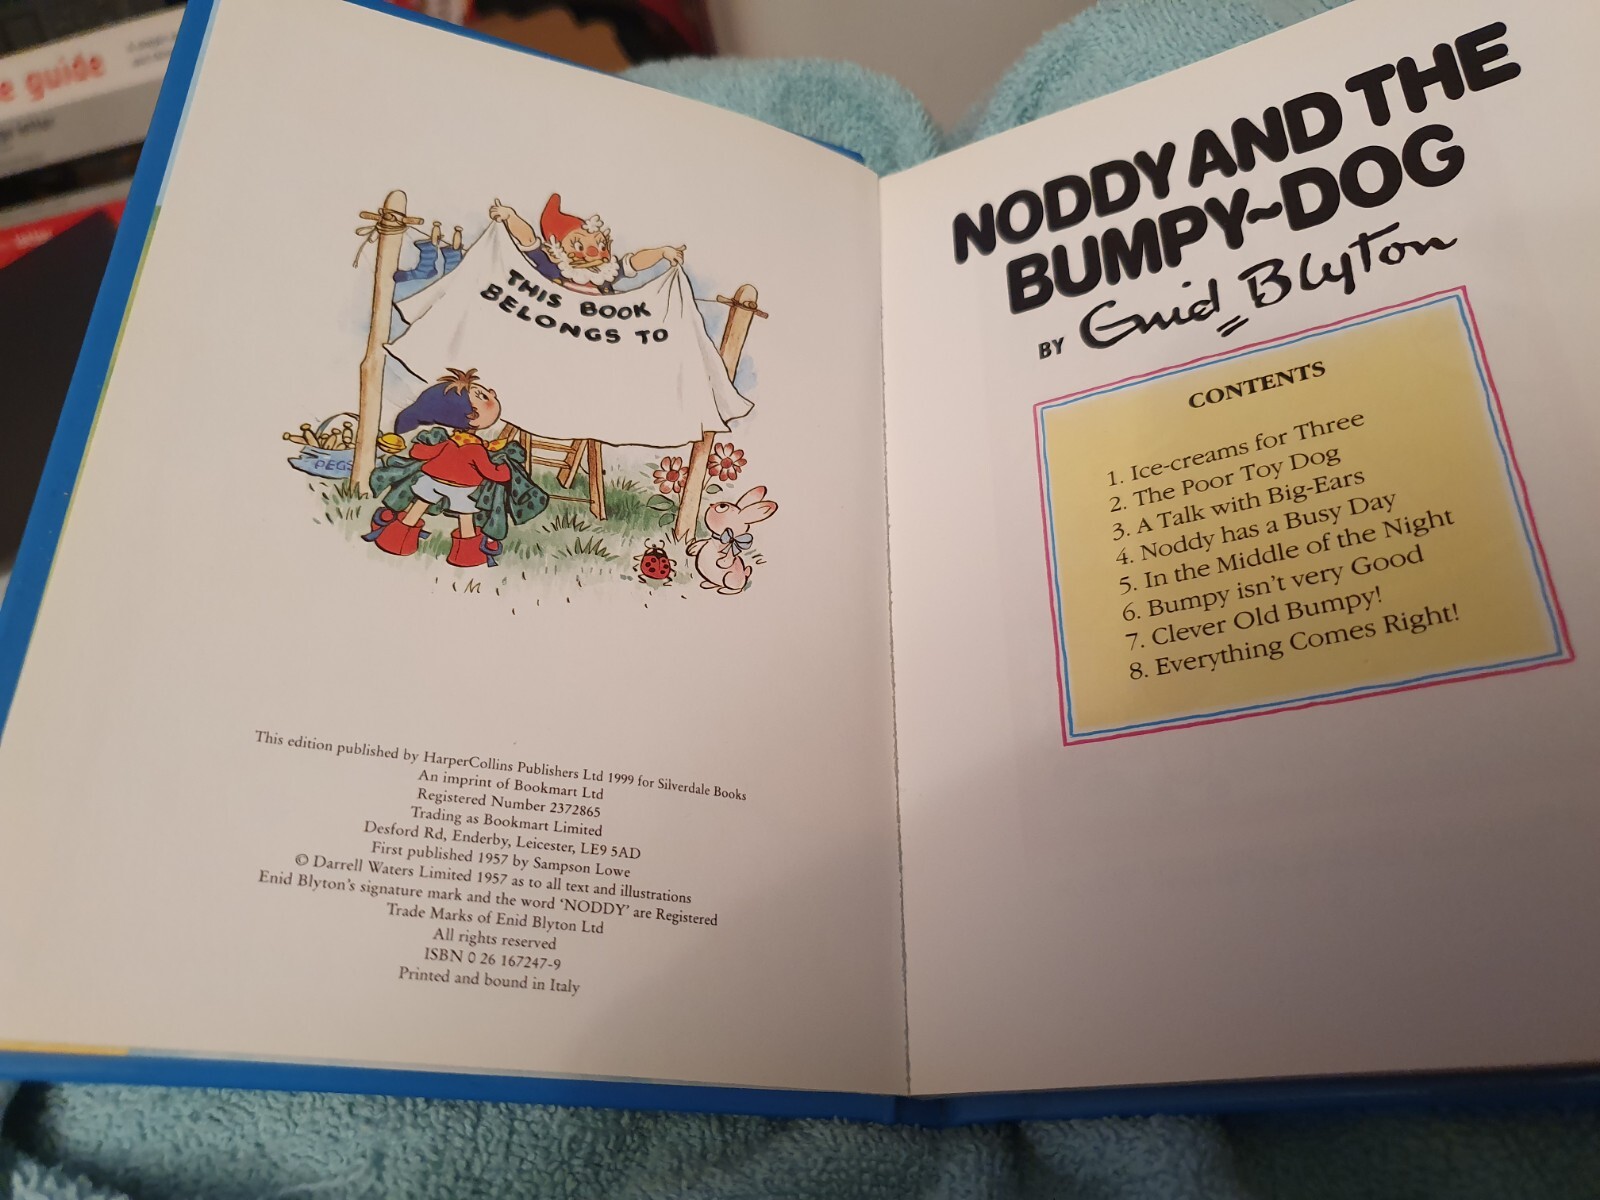 e guide
THIS BOOK
BELONGS TO
PEGS
This edition published by HarperCollins Publishers Ltd 1999 for Silverdale Books
An imprint of Bookmart Ltd
Registered Number 2372865
Trading as Bookmart Limited
Desford Rd, Enderby, Leicester, LE9 5AD
First published 1957 by Sampson Lowe
© Darrell Waters Limited 1957 as to all text and illustrations
Enid Blyton's signature mark and the word 'NODDY' are Registered
Trade Marks of Enid Blyton Ltd
All rights reserved
ISBN 0 26 167247-9
Printed and bound in Italy
NODDY AND THE
BUMPY~DOG
BY Enid Blyton
CONTENTS
1. Ice-creams for Three
2. The Poor Toy Dog
3. A Talk with Big-Ears
4. Noddy has a Busy Day
5. In the Middle of the Night
6. Bumpy isn't very Good
7. Clever Old Bumpy!
8. Everything Comes Right!